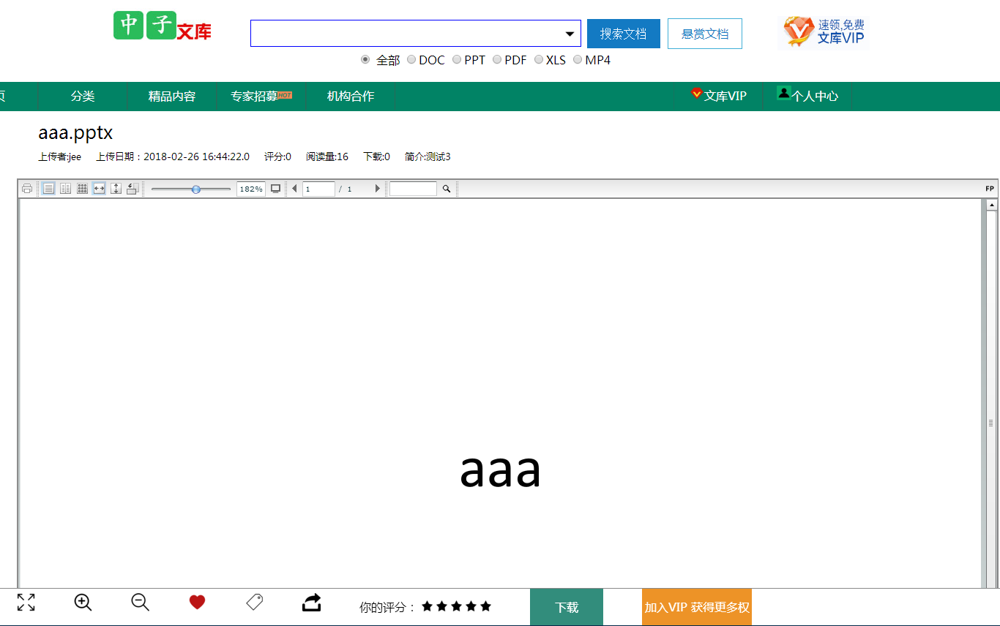 中子文库
搜索文档
悬赏文档
速领,免费
文库VIP
全部 DOC PPT PDF XLS MP4
页 分类 精品内容 专家招募HOT 机构合作 文库VIP 个人中心
aaa.pptx
上传者:jee 上传日期：2018-02-26 16:44:22.0 评分:0 阅读量:16 下载:0 简介:测试3
182% 1 / 1 FP
aaa
你的评分： ★★★★★ 下载 加入VIP 获得更多权